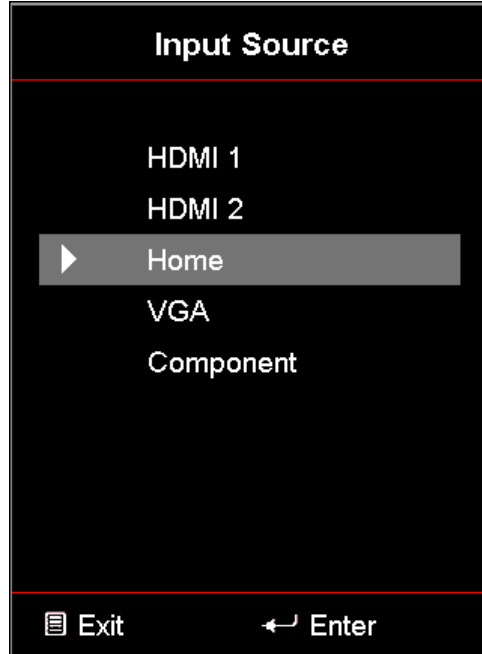 Input Source
HDMI 1
HDMI 2
Home
VGA
Component
Exit Enter